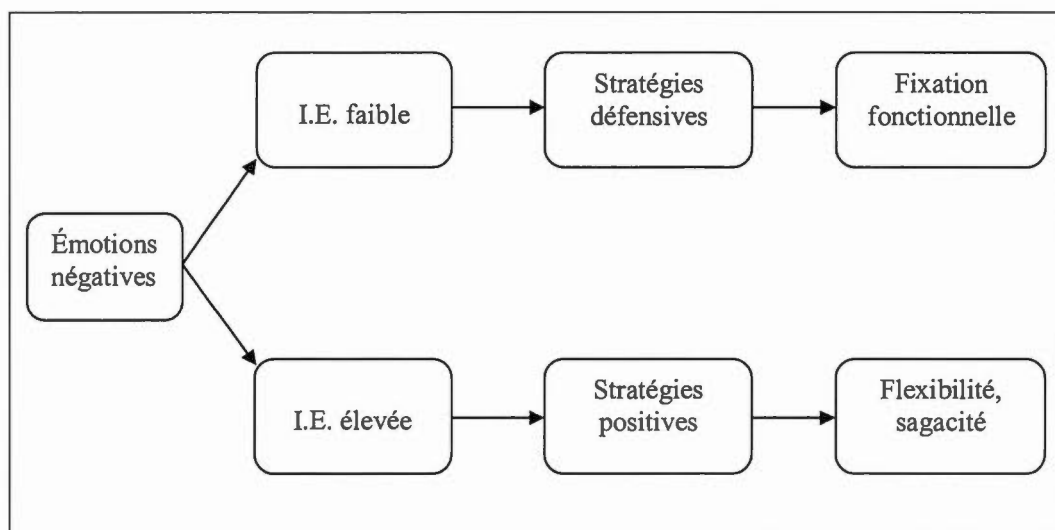 I.E. faible
Stratégies
défensives
Fixation
fonctionnelle
Émotions
négatives
I.E. élevée
Stratégies
positives
Flexibilité,
sagacité